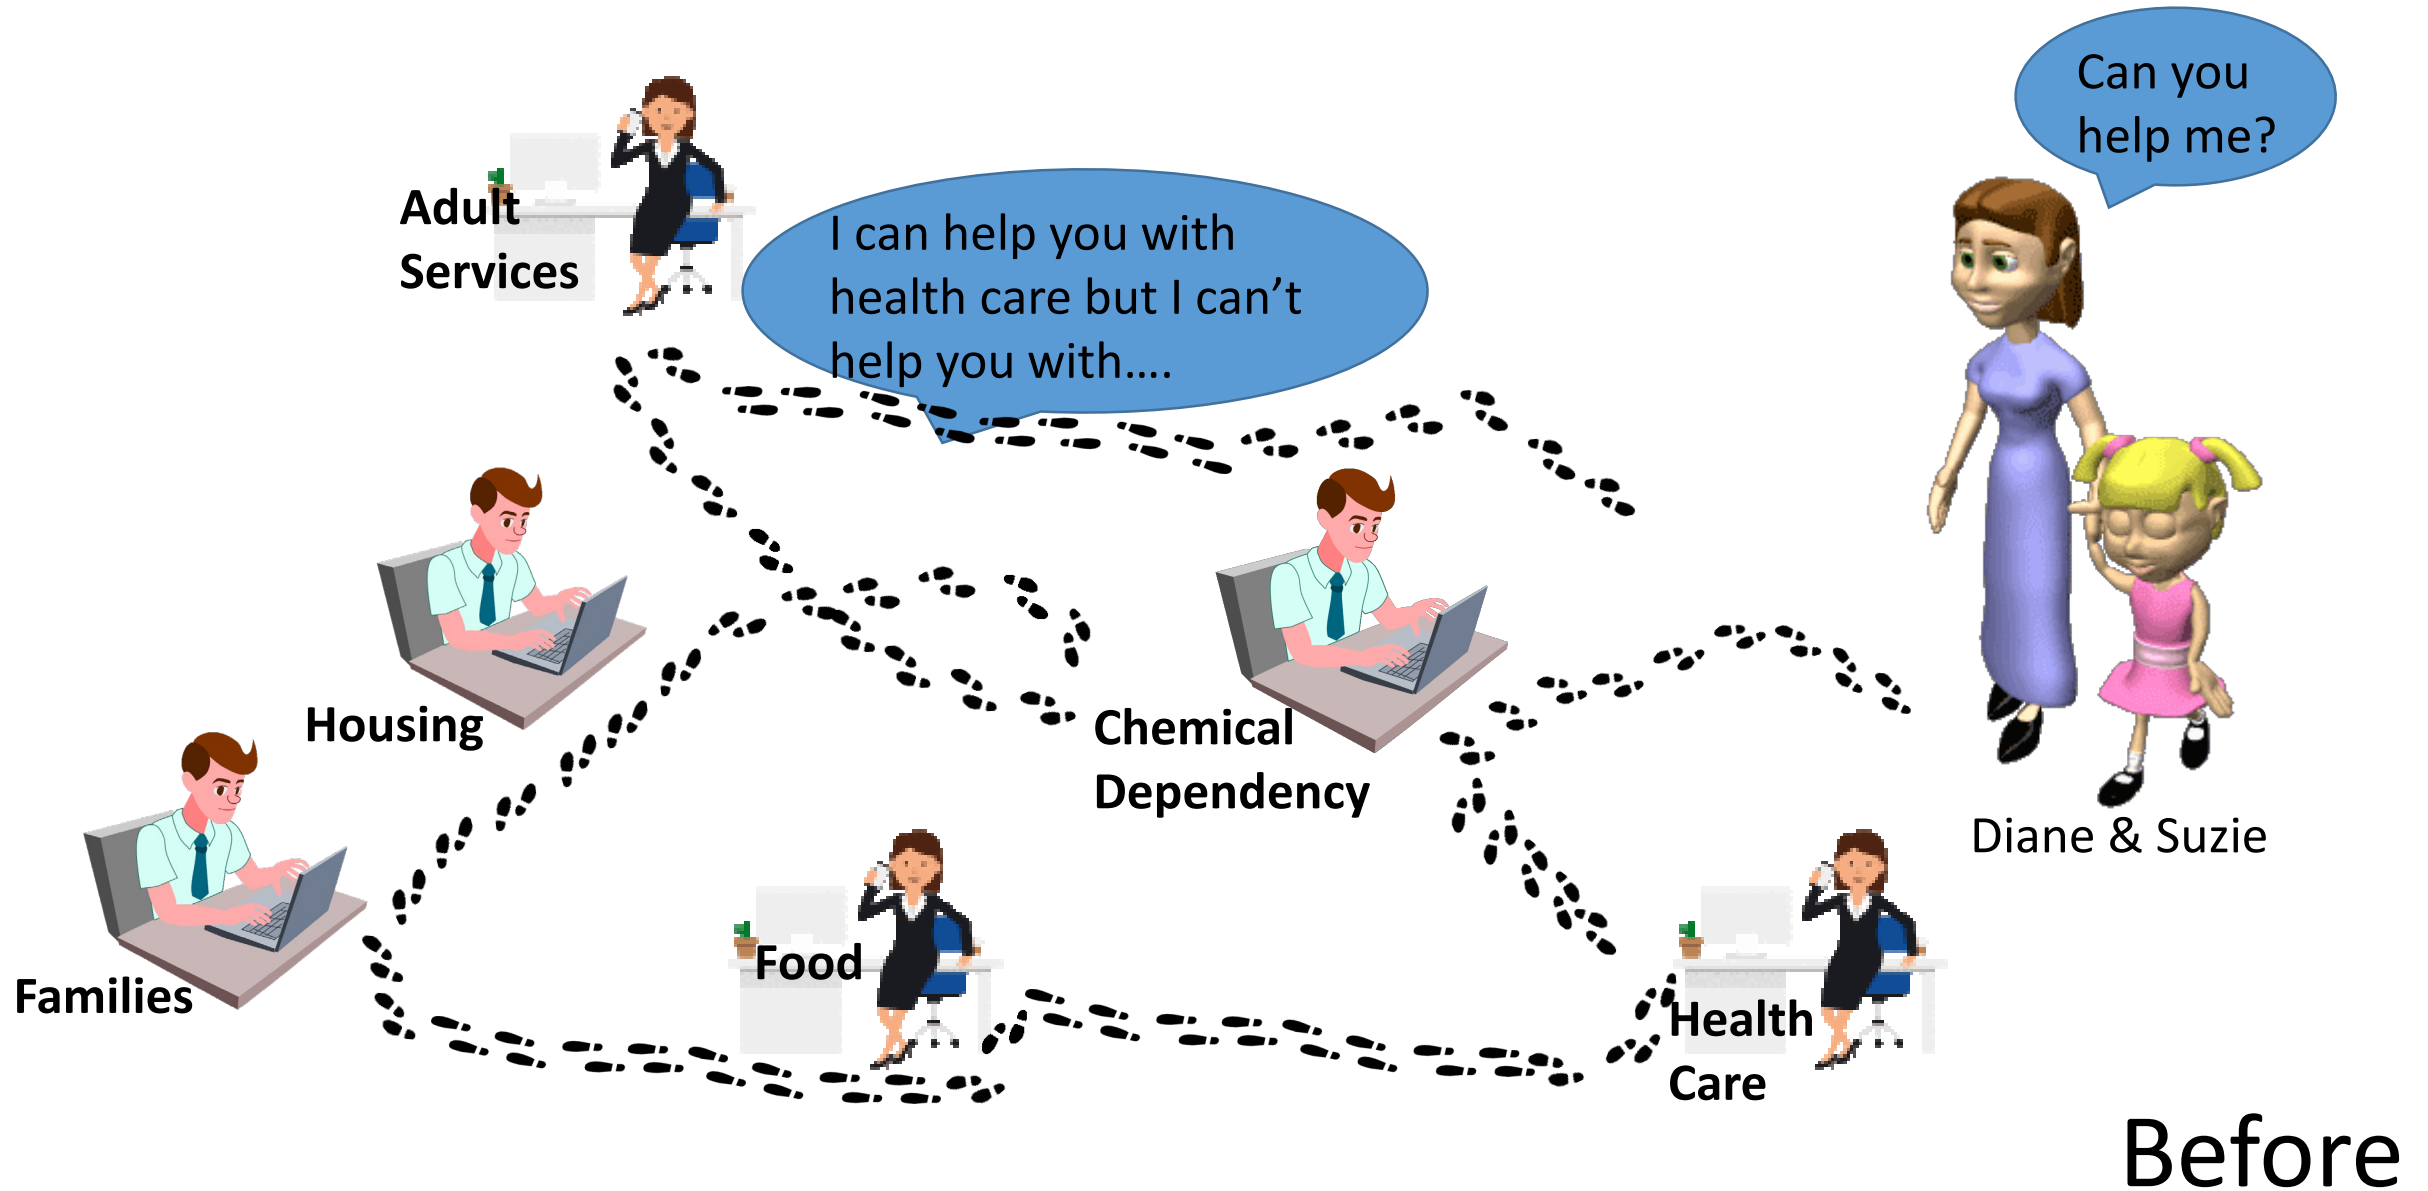 Can you
help me?
Adult
Services
I can help you with
health care but I can’t
help you with….
Housing
Chemical
Dependency
Families
Food
Diane & Suzie
Health
Care
Before